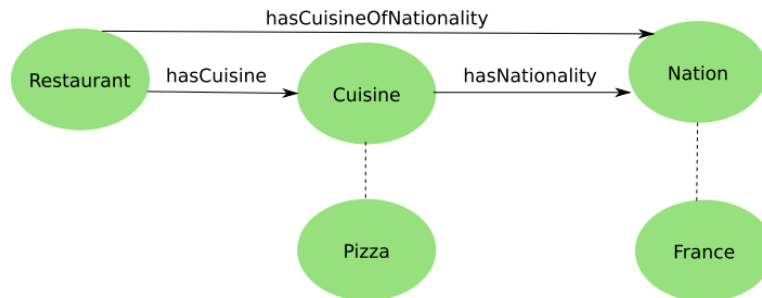 hasCuisineOfNationality
Restaurant
hasCuisine
Cuisine
hasNationality
Nation
Pizza
France